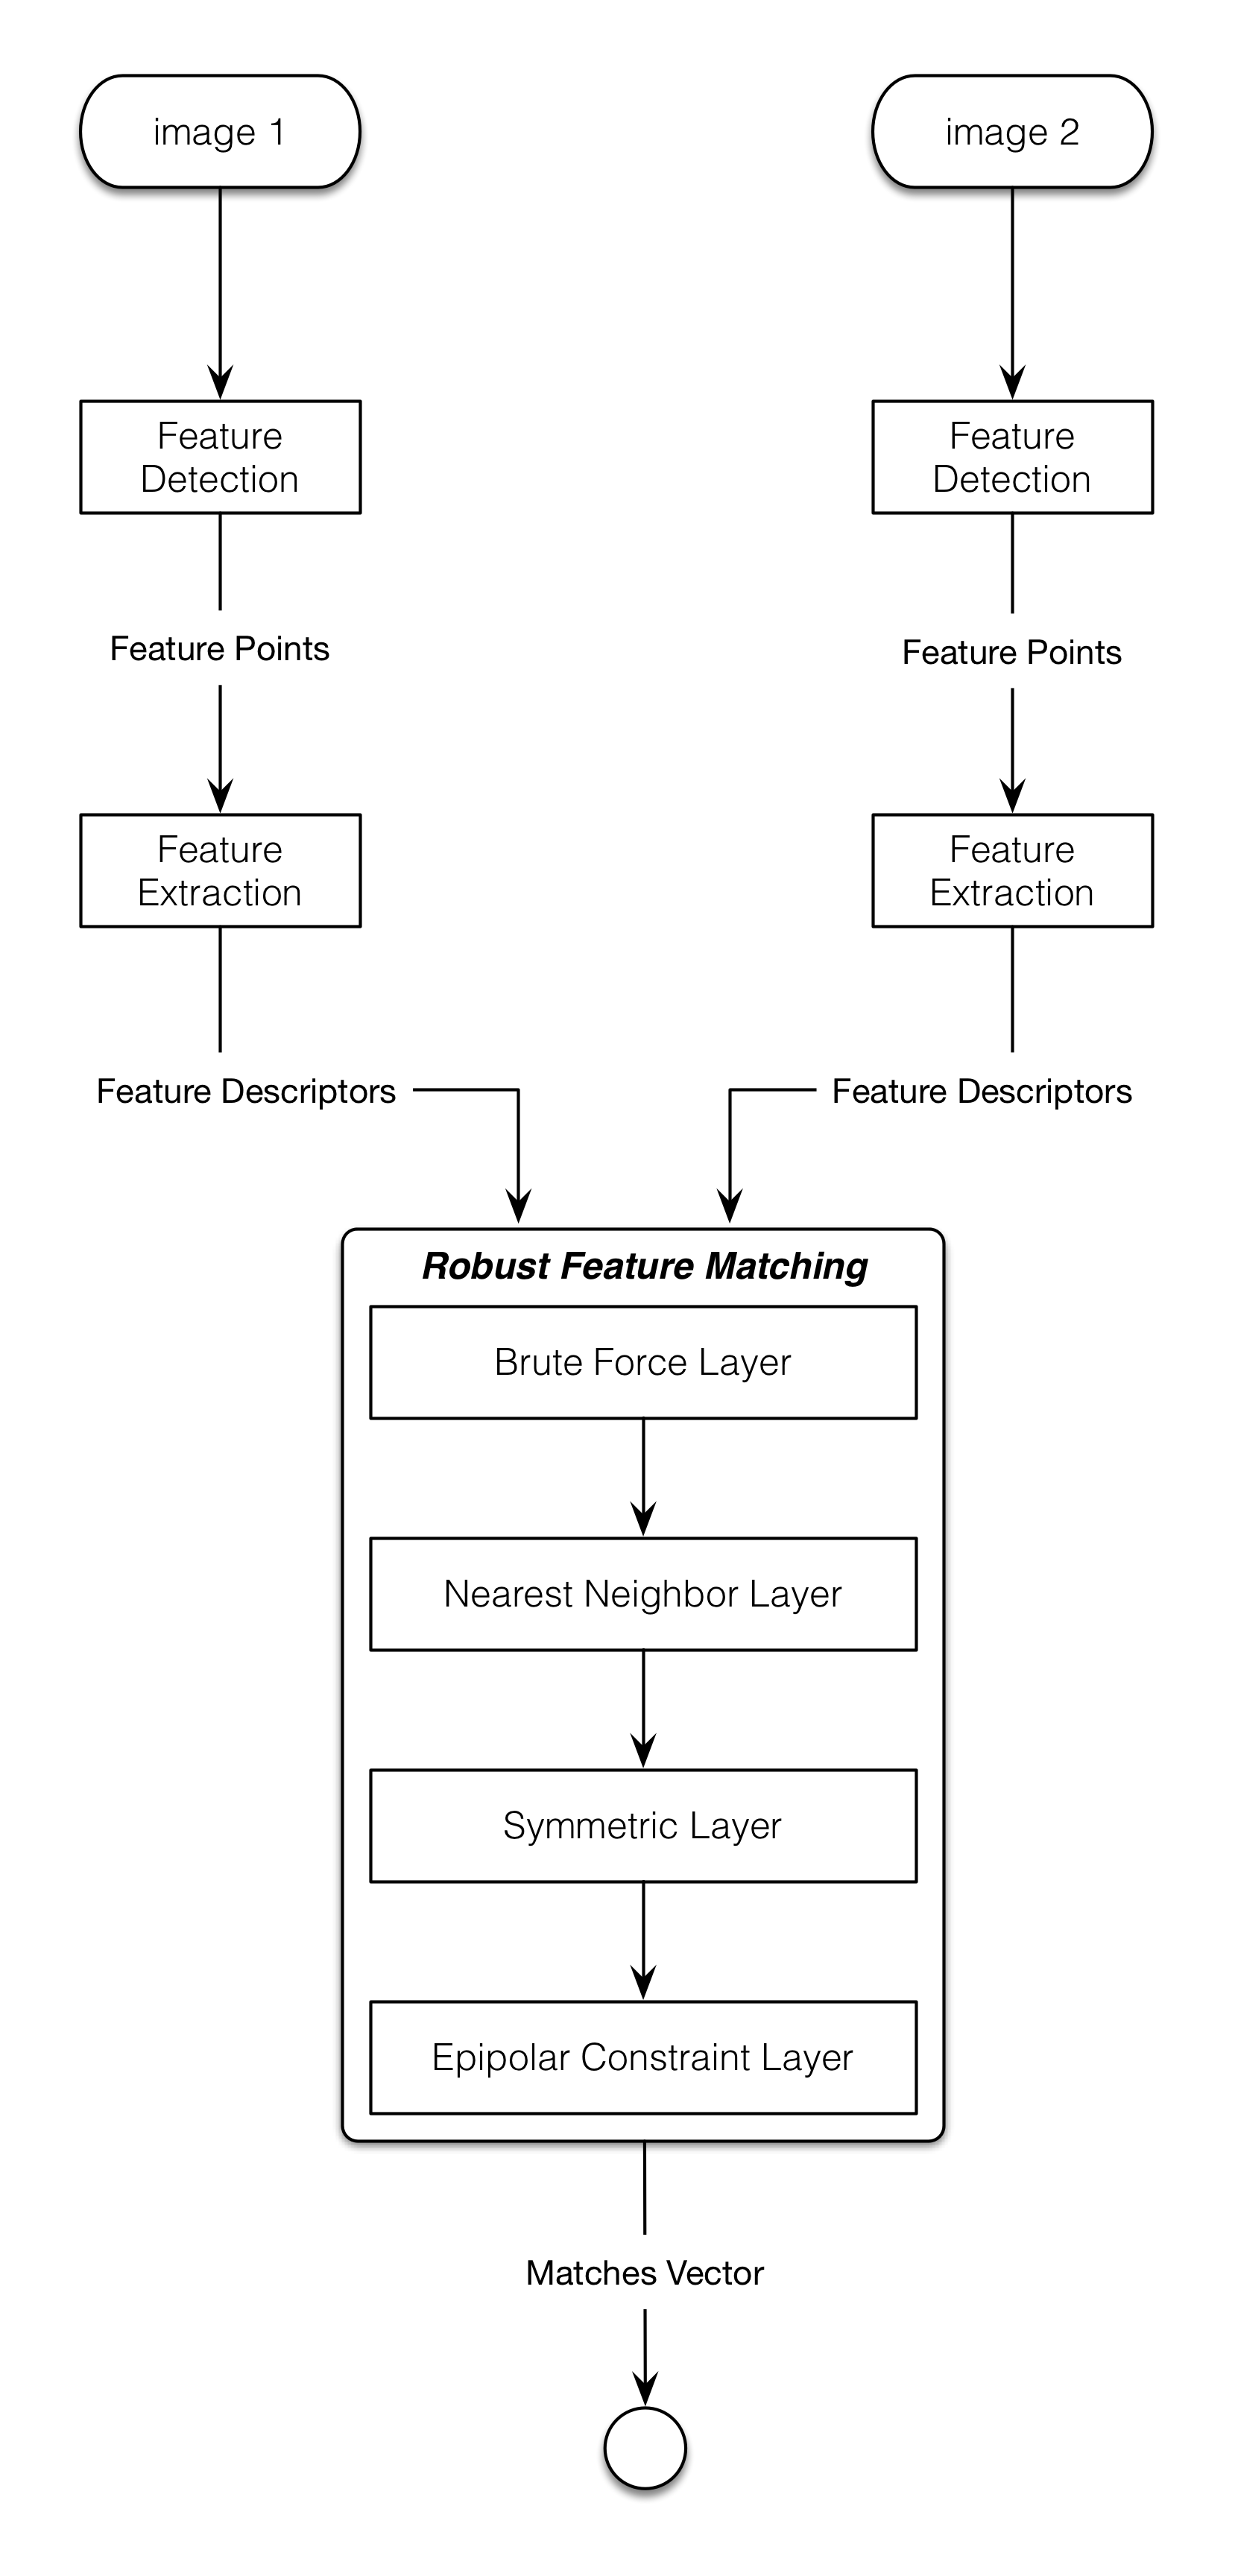 image 1
image 2
Feature
Detection
Feature
Detection
Feature Points
Feature Points
Feature
Extraction
Feature
Extraction
Feature Descriptors
Feature Descriptors
Robust Feature Matching
Brute Force Layer
Nearest Neighbor Layer
Symmetric Layer
Epipolar Constraint Layer
Matches Vector